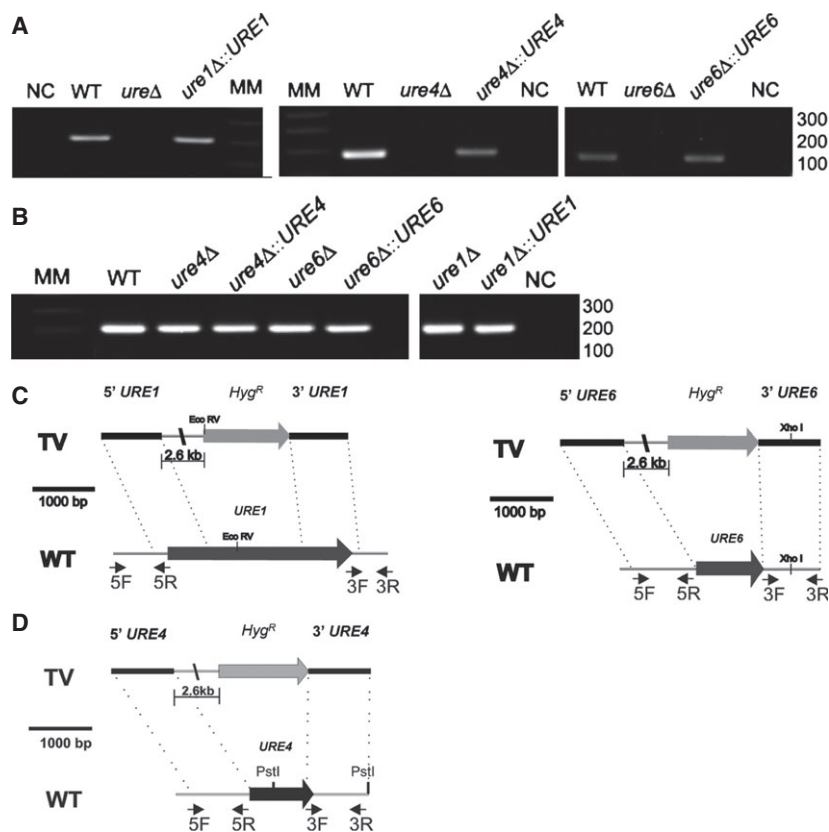 A
NC WT ureΔ ure1Δ::URE1 MM
MM WT ure4Δ ure4Δ::URE4 NC
WT ure6Δ ure6Δ::URE6 NC
300
200
100
B
MM WT ure4Δ ure4Δ::URE4 ure6Δ ure6Δ::URE6
ure1Δ ure1Δ::URE1 NC
300
200
100
C
5' URE1 HygR 3' URE1
Eco RV
TV
2.6 kb
1000 bp
URE1
Eco RV
WT
5F 5R 3F 3R
5' URE6 HygR 3' URE6
Xho I
TV
2.6 kb
1000 bp
URE6
Xho I
WT
5F 5R 3F 3R
D
5' URE4 HygR 3' URE4
TV
2.6kb
1000 bp
URE4
PstI PstI
WT
5F 5R 3F 3R